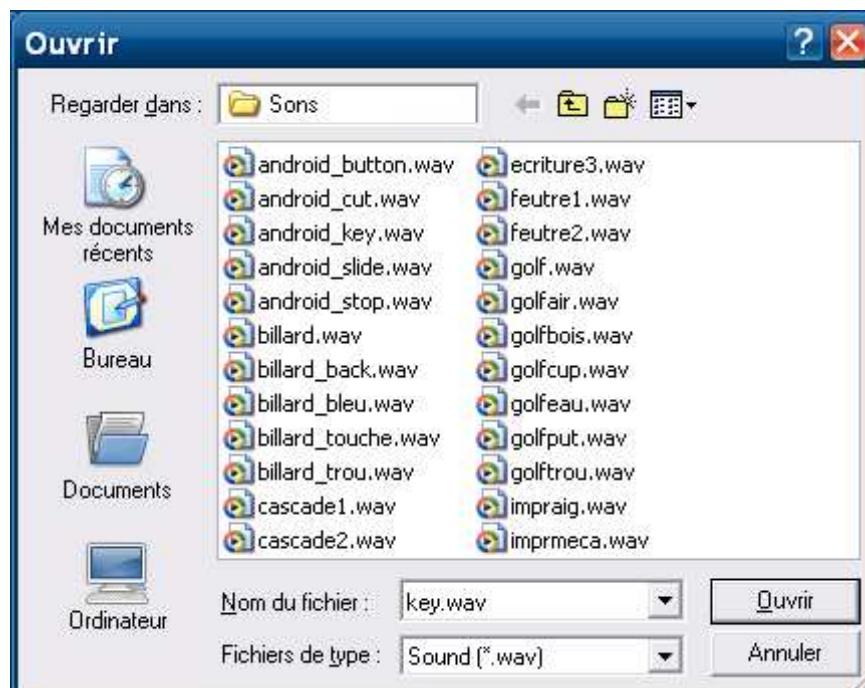 Ouvrir
Regarder dans : Sons
Mes documents
récents
Bureau
Documents
Ordinateur
android_button.wav
android_cut.wav
android_key.wav
android_slide.wav
android_stop.wav
billard.wav
billard_back.wav
billard_bleu.wav
billard_touche.wav
billard_trou.wav
cascade1.wav
cascade2.wav
ecriture3.wav
feutre1.wav
feutre2.wav
golf.wav
golfair.wav
golfbois.wav
golfcup.wav
golfeau.wav
golfput.wav
golftrou.wav
impraig.wav
imprmeca.wav
Nom du fichier : key.wav Ouvrir
Fichiers de type : Sound (*.wav) Annuler